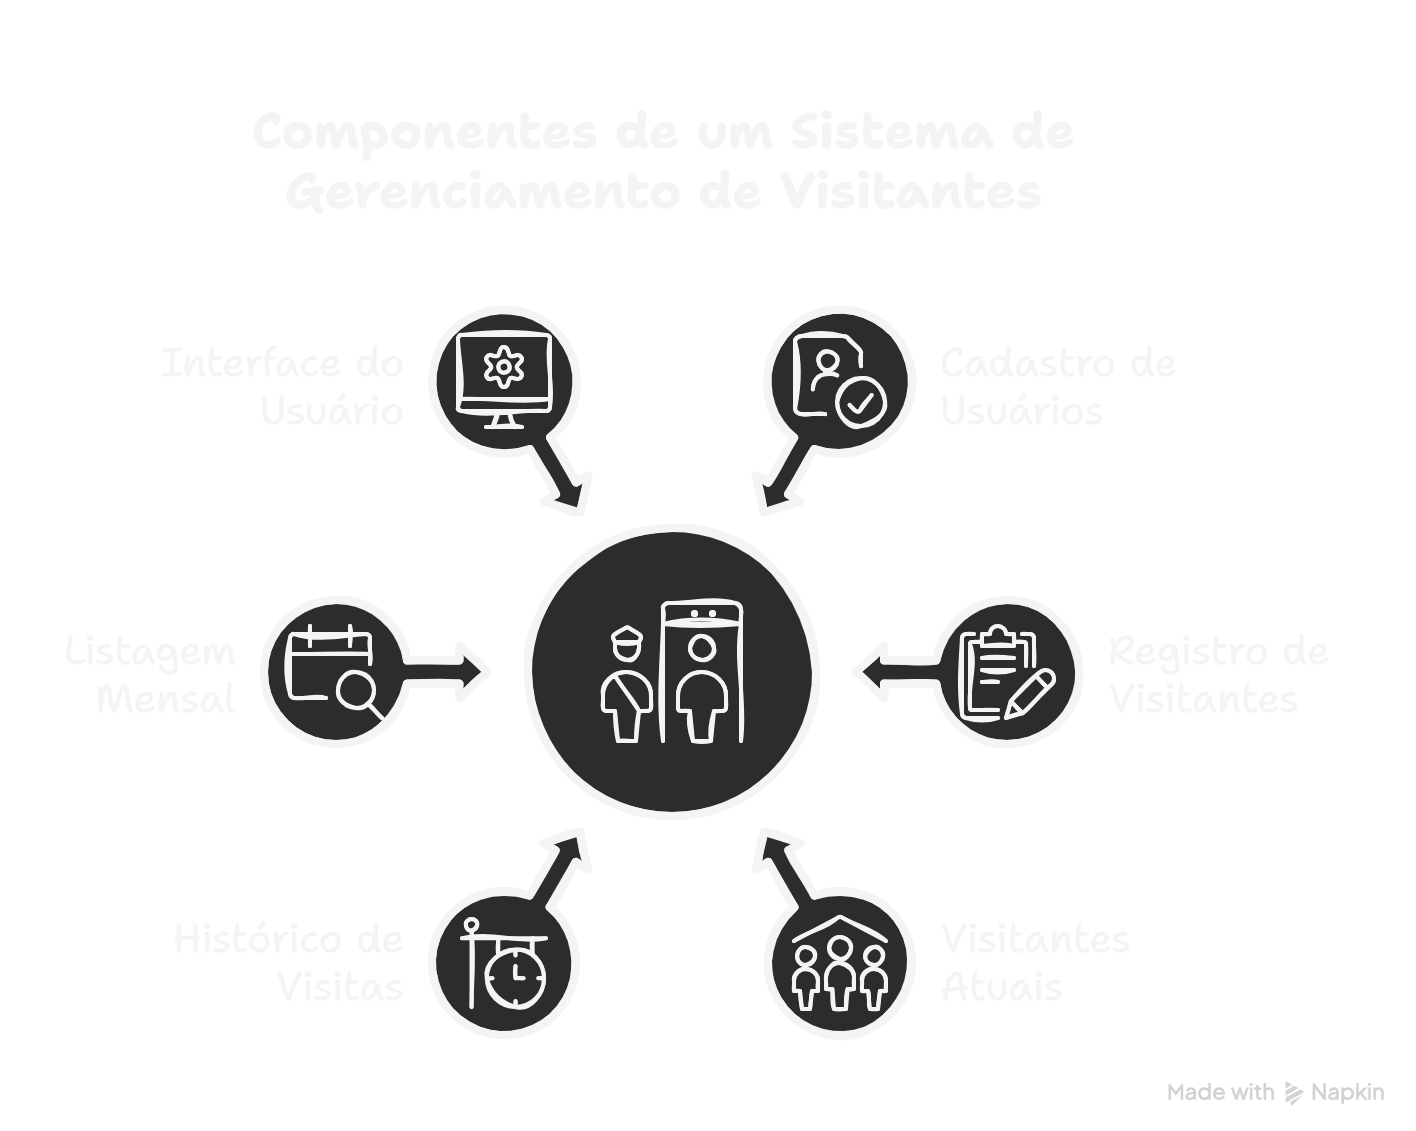 Componentes de um Sistema de
Gerenciamento de Visitantes
Interface do
Usuário
Cadastro de
Usuários
Listagem
Mensal
Registro de
Visitantes
Histórico de
Visitas
Visitantes
Atuais
Made with Napkin